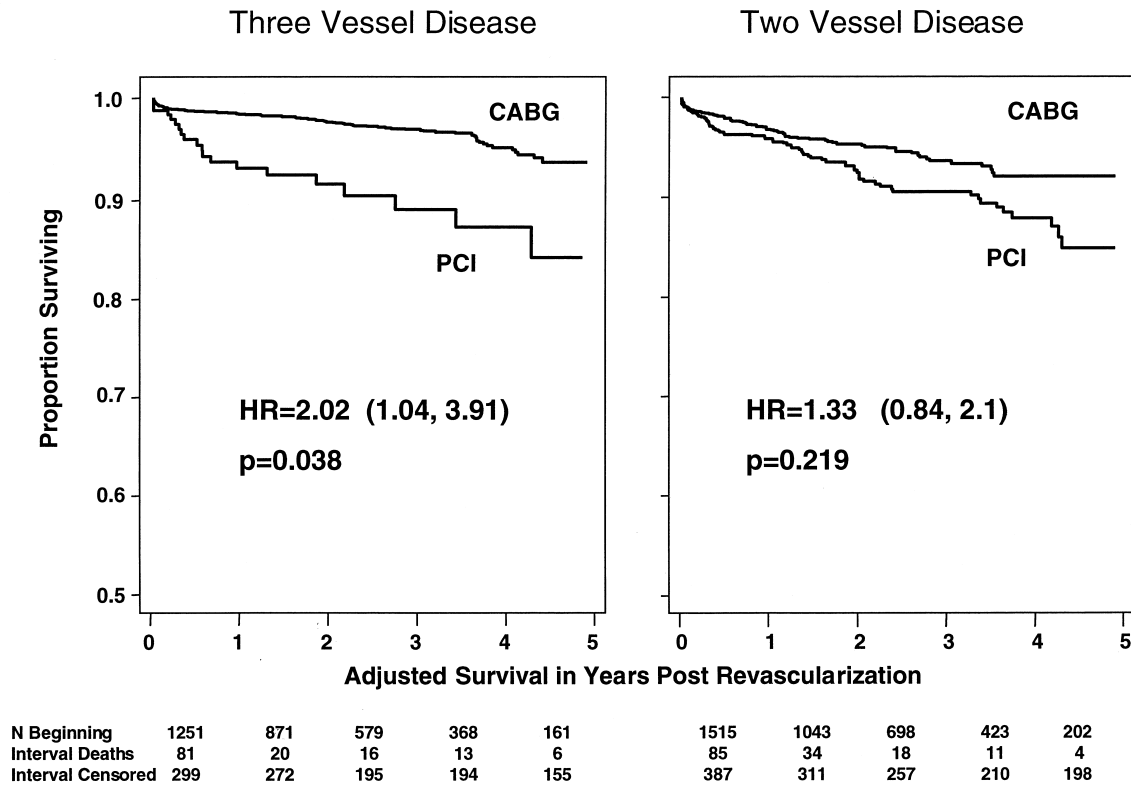 Three Vessel Disease
Two Vessel Disease
Proportion Surviving
1.0
0.9
0.8
0.7
0.6
0.5
CABG
PCI
HR=2.02 (1.04, 3.91)
p=0.038
0 1 2 3 4 5
CABG
PCI
HR=1.33 (0.84, 2.1)
p=0.219
0 1 2 3 4 5
Adjusted Survival in Years Post Revascularization
N Beginning 1251 871 579 368 161 1515 1043 698 423 202
Interval Deaths 81 20 16 13 6 85 34 18 11 4
Interval Censored 299 272 195 194 155 387 311 257 210 198